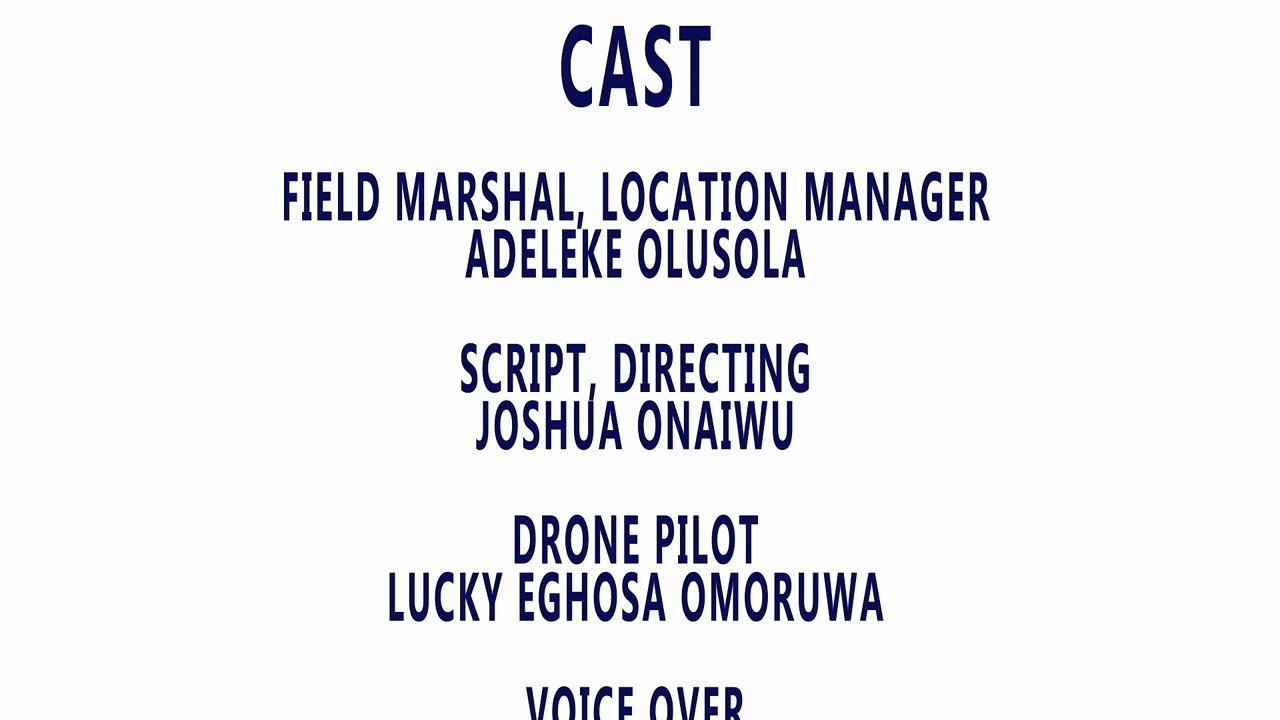 CAST
FIELD MARSHAL, LOCATION MANAGER
ADELEKE OLUSOLA
SCRIPT, DIRECTING
JOSHUA ONAIWU
DRONE PILOT
LUCKY EGHOSA OMORUWA
VOICE OVER